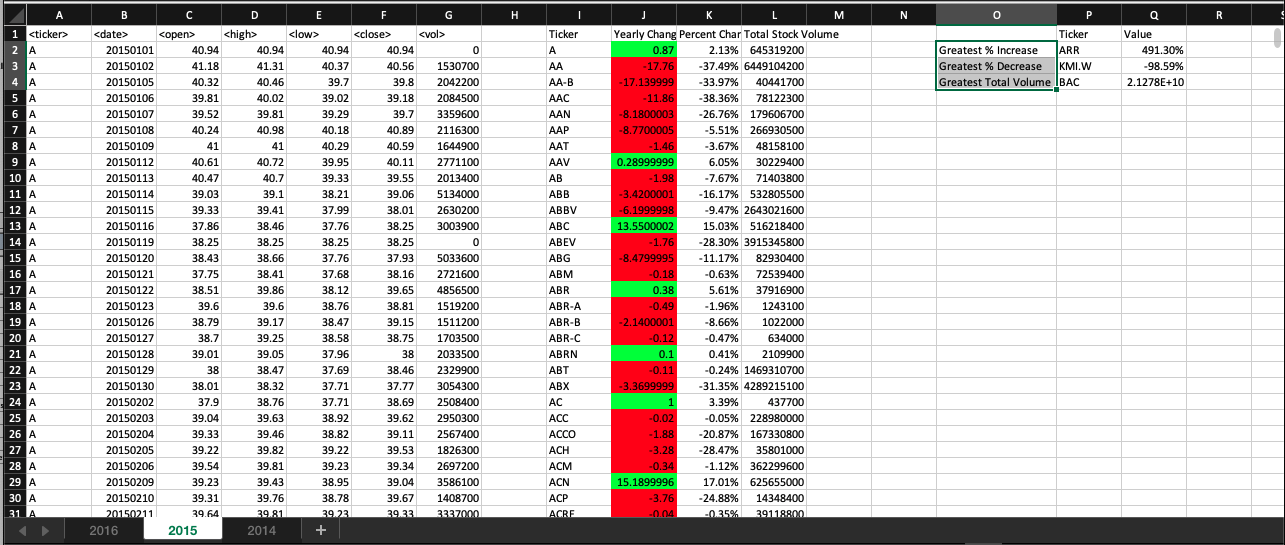 A B C D E F G H I J K L M N O P Q R
1 <ticker> <date> <open> <high> <low> <close> <vol> Ticker Yearly Chang Percent Char Total Stock Volume Ticker Value
2 A 20150101 40.94 40.94 40.94 40.94 0 A 0.87 2.13% 645319200 Greatest % Increase ARR 491.30%
3 A 20150102 41.18 41.31 40.37 40.56 1530700 AA -17.76 -37.49% 6449104200 Greatest % Decrease KMI.W -98.59%
4 A 20150105 40.32 40.46 39.7 39.8 2042200 AA-B -17.139999 -33.97% 40441700 Greatest Total Volume BAC 2.1278E+10
5 A 20150106 39.81 40.02 39.02 39.18 2084500 AAC -11.86 -38.36% 78122300
6 A 20150107 39.52 39.81 39.29 39.7 3359600 AAN -8.1800003 -26.76% 179606700
7 A 20150108 40.24 40.98 40.18 40.89 2116300 AAP -8.7700005 -5.51% 266930500
8 A 20150109 41 41 40.29 40.59 1644900 AAT -1.46 -3.67% 48158100
9 A 20150112 40.61 40.72 39.95 40.11 2771100 AAV 0.28999999 6.05% 30229400
10 A 20150113 40.47 40.7 39.33 39.55 2013400 AB -1.98 -7.67% 71403800
11 A 20150114 39.03 39.1 38.21 39.06 5134000 ABB -3.4200001 -16.17% 532805500
12 A 20150115 39.33 39.41 37.99 38.01 2630200 ABBV -6.1999998 -9.47% 2643021600
13 A 20150116 37.86 38.46 37.76 38.25 3003900 ABC 13.5500002 15.03% 516218400
14 A 20150119 38.25 38.25 38.25 38.25 0 ABEV -1.76 -28.30% 3915345800
15 A 20150120 38.43 38.66 37.76 37.93 5033600 ABG -8.4799995 -11.17% 82930400
16 A 20150121 37.75 38.41 37.68 38.16 2721600 ABM -0.18 -0.63% 72539400
17 A 20150122 38.51 39.86 38.12 39.65 4856500 ABR 0.38 5.61% 37916900
18 A 20150123 39.6 39.6 38.76 38.81 1519200 ABR-A -0.49 -1.96% 1243100
19 A 20150126 38.79 39.17 38.47 39.15 1511200 ABR-B -2.1400001 -8.66% 1022000
20 A 20150127 38.7 39.25 38.58 38.75 1703500 ABR-C -0.12 -0.47% 634000
21 A 20150128 39.01 39.05 37.96 38 2033500 ABRN 0.1 0.41% 2109900
22 A 20150129 38 38.47 37.69 38.46 2329900 ABT -0.11 -0.24% 1469310700
23 A 20150130 38.01 38.32 37.71 37.77 3054300 ABX -3.3699999 -31.35% 4289215100
24 A 20150202 37.9 38.76 37.71 38.69 2508400 AC 1 3.39% 437700
25 A 20150203 39.04 39.63 38.92 39.62 2950300 ACC -0.02 -0.05% 228980000
26 A 20150204 39.33 39.46 38.82 39.11 2567400 ACCO -1.88 -20.87% 167330800
27 A 20150205 39.22 39.82 39.22 39.53 1826300 ACH -3.28 -28.47% 35801000
28 A 20150206 39.54 39.81 39.23 39.34 2697200 ACM -0.34 -1.12% 362299600
29 A 20150209 39.23 39.43 38.95 39.04 3586100 ACN 15.1899996 17.01% 625655000
30 A 20150210 39.31 39.76 38.78 39.67 1408700 ACP -3.76 -24.88% 14348400
31 A 20150211 39.64 39.81 39.23 39.33 3337000 ACRE -0.04 -0.35% 39118800
2016 2015 2014 +